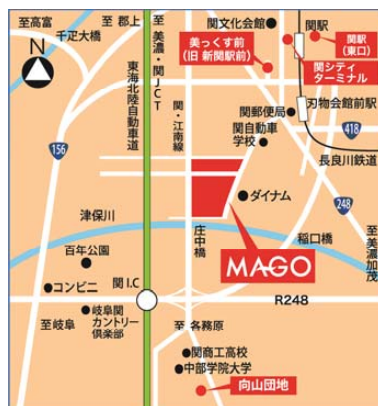 至高富
至 郡上
千疋大橋
N
至 美濃・関JCT
東海北陸自動車道
関・江南線
関文化会館
関駅
美っくす前
(旧 新関駅前)
関駅
(東口)
関シティ
ターミナル
関郵便局
刃物会館前駅
関自動車
学校
418
長良川鉄道
156
ダイナム
248
津保川
庄中橋
稲口橋
至美濃加茂
百年公園
MAGO
関I.C
コンビニ
R248
岐阜関
カントリー
倶楽部
至岐阜
至 各務原
関商工高校
中部学院大学
向山団地